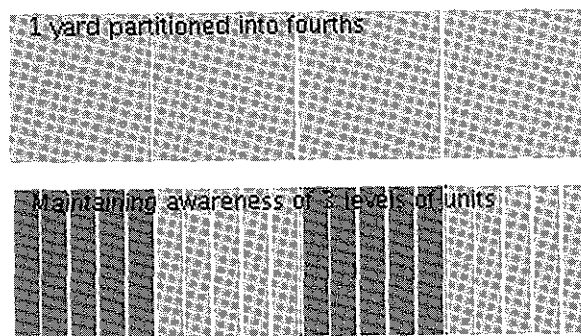 1 yard partitioned into fourths
Maintaining awareness of 3 levels of units